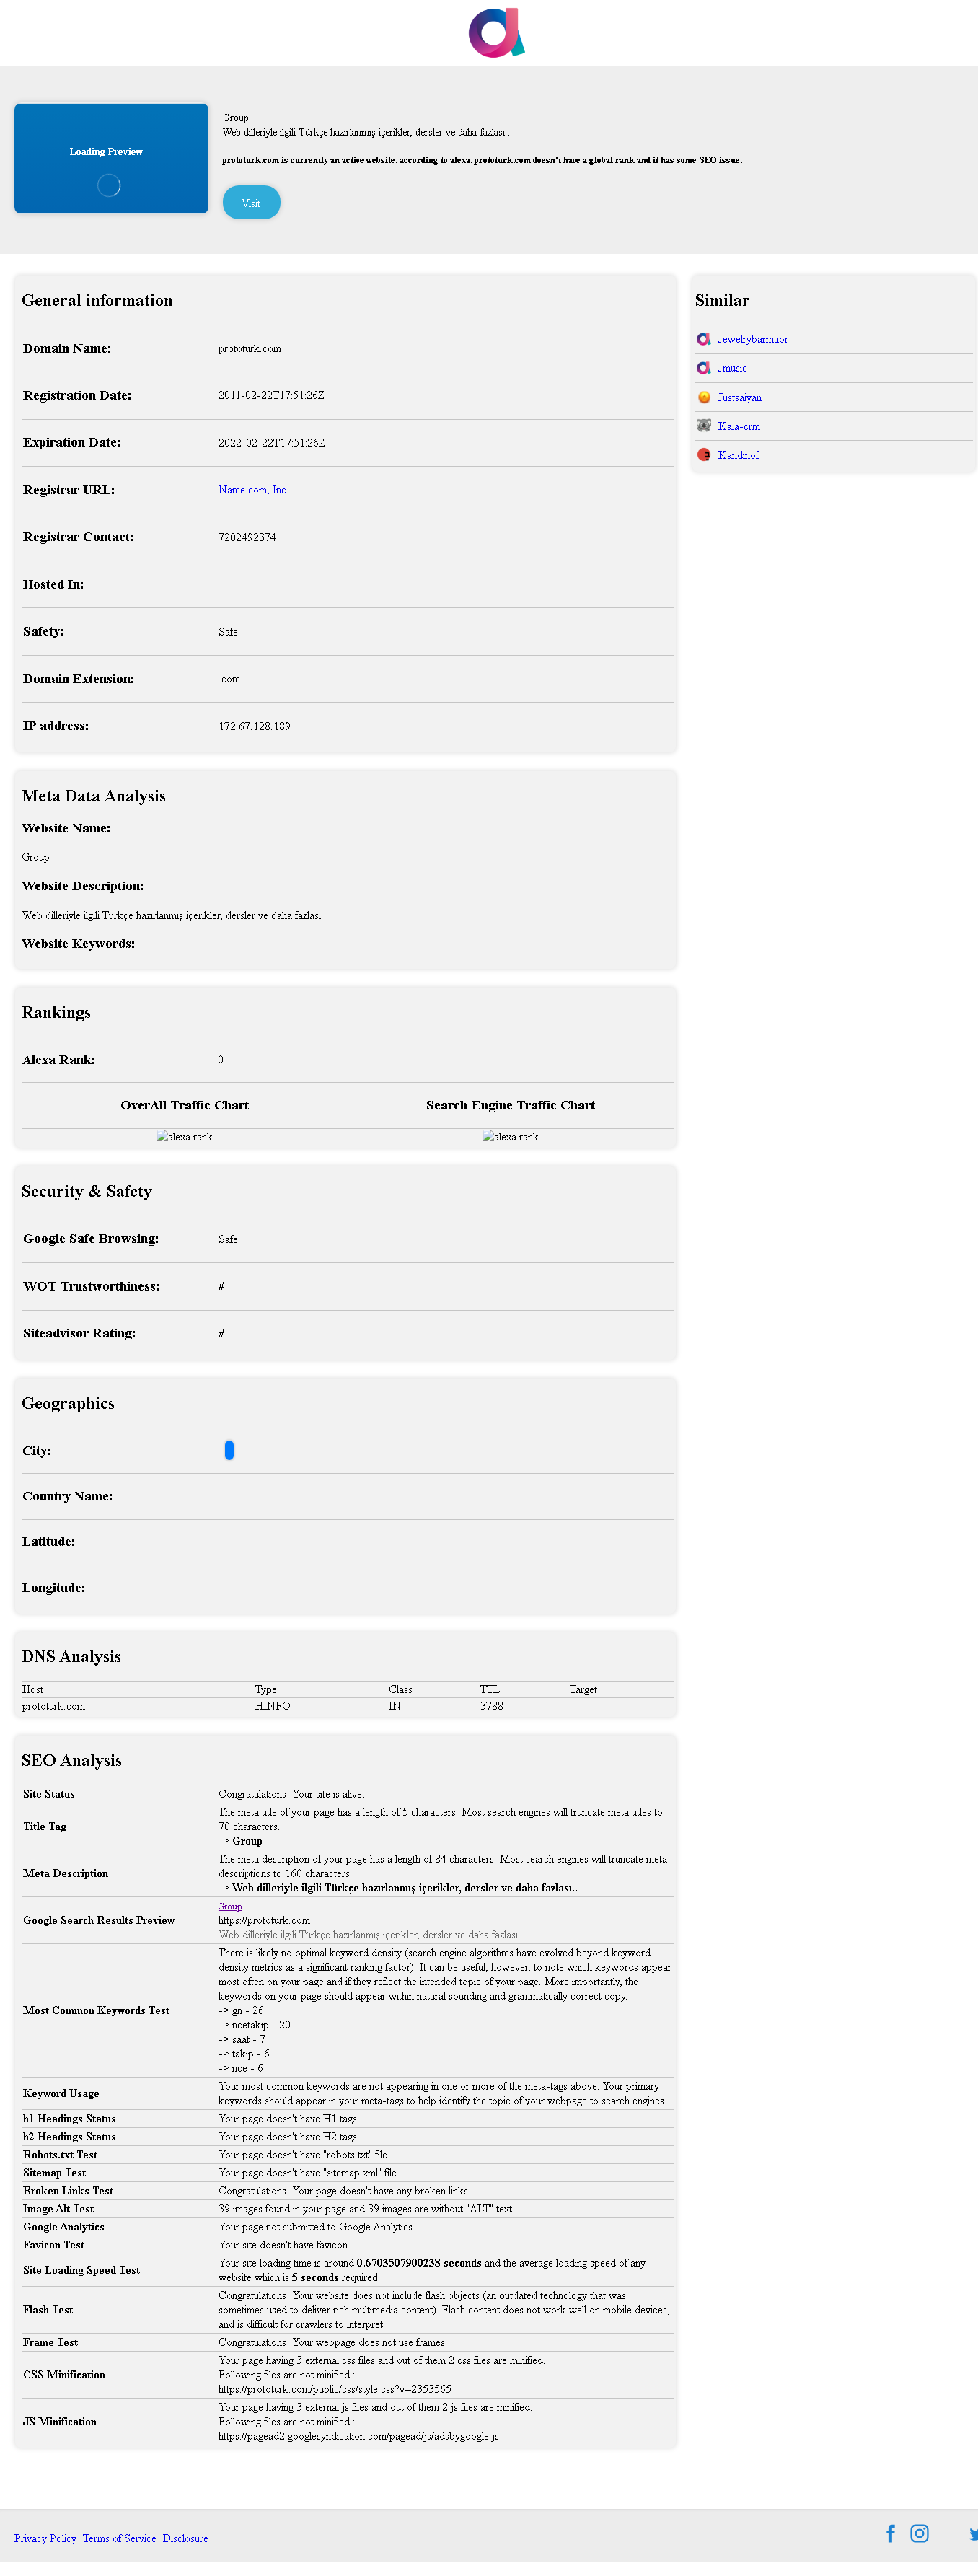 Loading Preview
Group
Web dilleriyle ilgili Türkçe hazırlanmış içerikler, dersler ve daha fazlası..
prototurk.com is currently an active website, according to alexa, prototurk.com doesn't have a global rank and it has some SEO issue.
Visit
General information
Domain Name: prototurk.com
Registration Date: 2011-02-22T17:51:26Z
Expiration Date: 2022-02-22T17:51:26Z
Registrar URL: Name.com, Inc.
Registrar Contact: 7202492374
Hosted In:
Safety: Safe
Domain Extension: .com
IP address: 172.67.128.189
Similar
Jewelrybarmaor
Jmusic
Justsaiyan
Kala-crm
Kandinof
Meta Data Analysis
Website Name:
Group
Website Description:
Web dilleriyle ilgili Türkçe hazırlanmış içerikler, dersler ve daha fazlası..
Website Keywords:
Rankings
Alexa Rank: 0
OverAll Traffic Chart Search-Engine Traffic Chart
alexa rank alexa rank
Security & Safety
Google Safe Browsing: Safe
WOT Trustworthiness: #
Siteadvisor Rating: #
Geographics
City:
Country Name:
Latitude:
Longitude:
DNS Analysis
Host Type Class TTL Target
prototurk.com HINFO IN 3788
SEO Analysis
Site Status Congratulations! Your site is alive.
Title Tag
The meta title of your page has a length of 5 characters. Most search engines will truncate meta titles to
70 characters.
-> Group
Meta Description
The meta description of your page has a length of 84 characters. Most search engines will truncate meta
descriptions to 160 characters.
-> Web dilleriyle ilgili Türkçe hazırlanmış içerikler, dersler ve daha fazlası..
Google Search Results Preview
Group
https://prototurk.com
Web dilleriyle ilgili Türkçe hazırlanmış içerikler, dersler ve daha fazlası..
Most Common Keywords Test
There is likely no optimal keyword density (search engine algorithms have evolved beyond keyword
density metrics as a significant ranking factor). It can be useful, however, to note which keywords appear
most often on your page and if they reflect the intended topic of your page. More importantly, the
keywords on your page should appear within natural sounding and grammatically correct copy.
-> gn - 26
-> ncetakip - 20
-> saat - 7
-> takip - 6
-> nce - 6
Keyword Usage
Your most common keywords are not appearing in one or more of the meta-tags above. Your primary
keywords should appear in your meta-tags to help identify the topic of your webpage to search engines.
h1 Headings Status Your page doesn't have H1 tags.
h2 Headings Status Your page doesn't have H2 tags.
Robots.txt Test Your page doesn't have "robots.txt" file
Sitemap Test Your page doesn't have "sitemap.xml" file.
Broken Links Test Congratulations! Your page doesn't have any broken links.
Image Alt Test 39 images found in your page and 39 images are without "ALT" text.
Google Analytics Your page not submitted to Google Analytics
Favicon Test Your site doesn't have favicon.
Site Loading Speed Test
Your site loading time is around 0.6703507900238 seconds and the average loading speed of any
website which is 5 seconds required.
Flash Test
Congratulations! Your website does not include flash objects (an outdated technology that was
sometimes used to deliver rich multimedia content). Flash content does not work well on mobile devices,
and is difficult for crawlers to interpret.
Frame Test Congratulations! Your webpage does not use frames.
CSS Minification
Your page having 3 external css files and out of them 2 css files are minified.
Following files are not minified :
https://prototurk.com/public/css/style.css?v=2353565
JS Minification
Your page having 3 external js files and out of them 2 js files are minified.
Following files are not minified :
https://pagead2.googlesyndication.com/pagead/js/adsbygoogle.js
Privacy Policy Terms of Service Disclosure